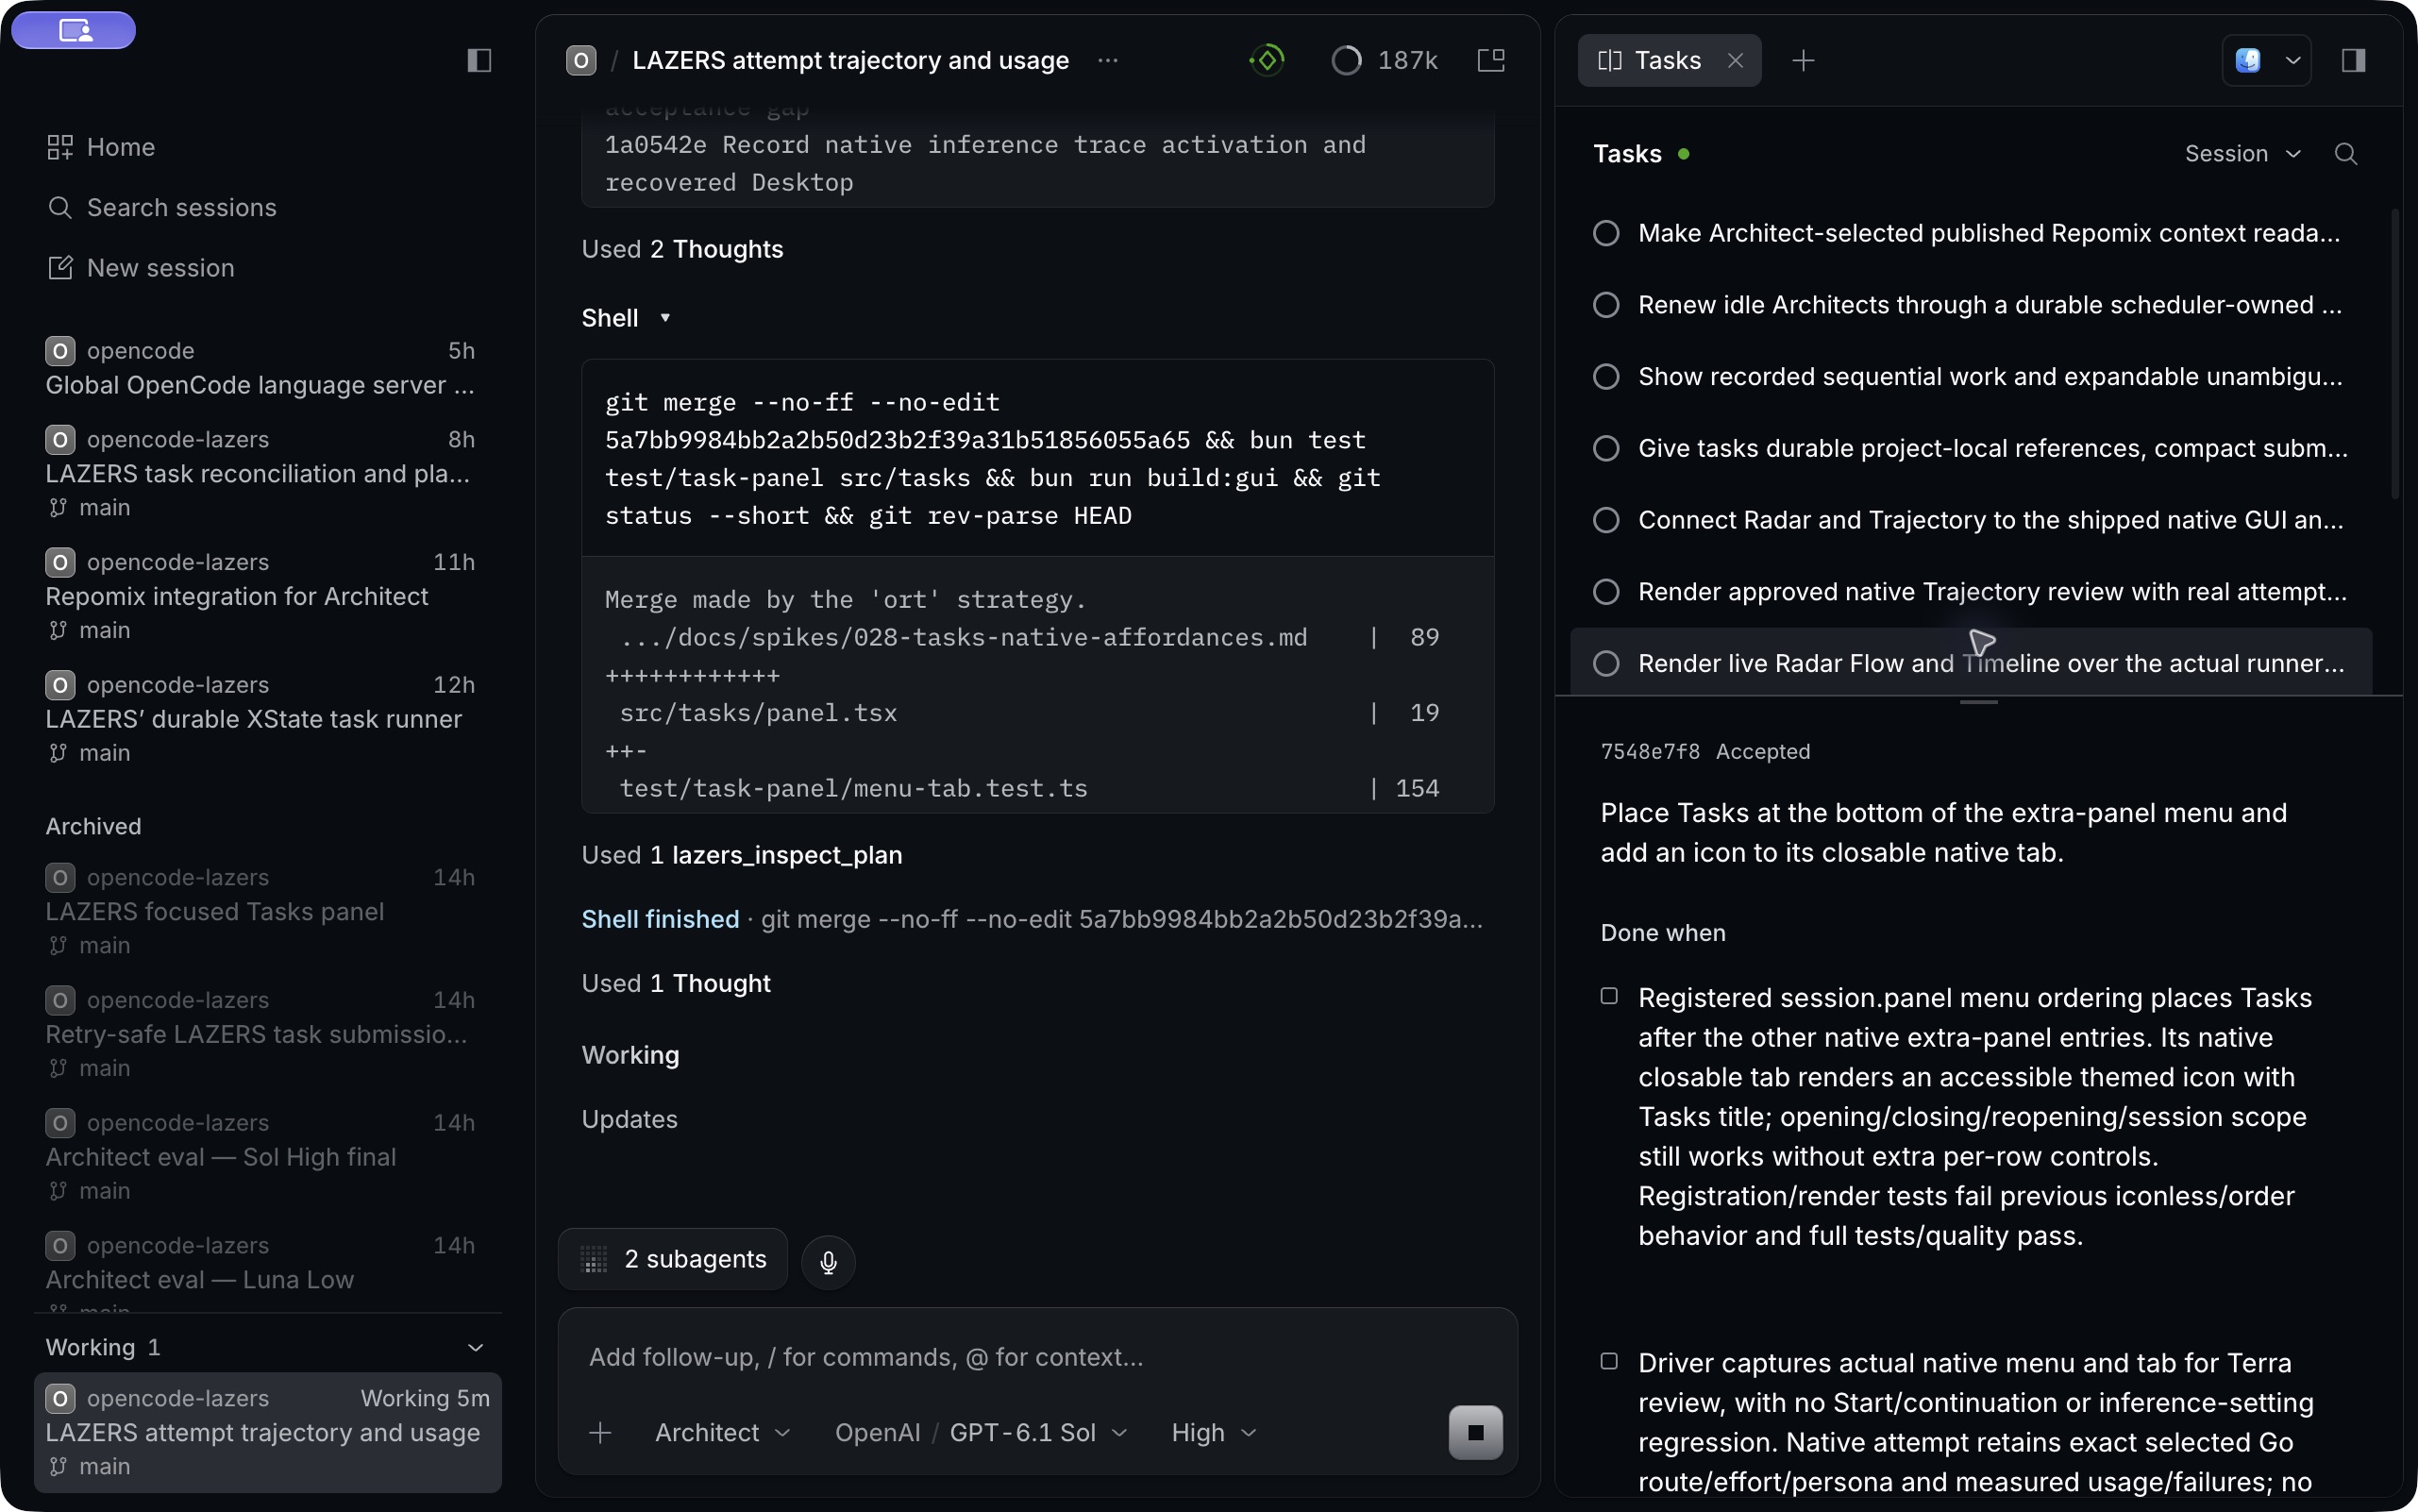 Home
Search sessions
New session
O opencode 5h
Global OpenCode language server ...
O opencode-lazers 8h
LAZERS task reconciliation and pla...
main
O opencode-lazers 11h
Repomix integration for Architect
main
O opencode-lazers 12h
LAZERS’ durable XState task runner
main
Archived
O opencode-lazers 14h
LAZERS focused Tasks panel
main
O opencode-lazers 14h
Retry-safe LAZERS task submissio...
main
O opencode-lazers 14h
Architect eval — Sol High final
main
O opencode-lazers 14h
Architect eval — Luna Low
main
Working 1
O opencode-lazers Working 5m
LAZERS attempt trajectory and usage
main
O / LAZERS attempt trajectory and usage ... 187k
acceptance gap
1a0542e Record native inference trace activation and
recovered Desktop
Used 2 Thoughts
Shell
git merge --no-ff --no-edit
5a7bb9984bb2a2b50d23b2f39a31b51856055a65 && bun test
test/task-panel src/tasks && bun run build:gui && git
status --short && git rev-parse HEAD
Merge made by the 'ort' strategy.
.../docs/spikes/028-tasks-native-affordances.md | 89
++++++++++++
src/tasks/panel.tsx | 19
++-
test/task-panel/menu-tab.test.ts | 154
Used 1 lazers_inspect_plan
Shell finished · git merge --no-ff --no-edit 5a7bb9984bb2a2b50d23b2f39a...
Used 1 Thought
Working
Updates
2 subagents
Add follow-up, / for commands, @ for context...
Architect OpenAI / GPT-6.1 Sol High
Tasks
Tasks Session
Make Architect-selected published Repomix context reada...
Renew idle Architects through a durable scheduler-owned ...
Show recorded sequential work and expandable unambigu...
Give tasks durable project-local references, compact subm...
Connect Radar and Trajectory to the shipped native GUI an...
Render approved native Trajectory review with real attempt...
Render live Radar Flow and Timeline over the actual runner...
7548e7f8 Accepted
Place Tasks at the bottom of the extra-panel menu and
add an icon to its closable native tab.
Done when
Registered session.panel menu ordering places Tasks
after the other native extra-panel entries. Its native
closable tab renders an accessible themed icon with
Tasks title; opening/closing/reopening/session scope
still works without extra per-row controls.
Registration/render tests fail previous iconless/order
behavior and full tests/quality pass.
Driver captures actual native menu and tab for Terra
review, with no Start/continuation or inference-setting
regression. Native attempt retains exact selected Go
route/effort/persona and measured usage/failures; no